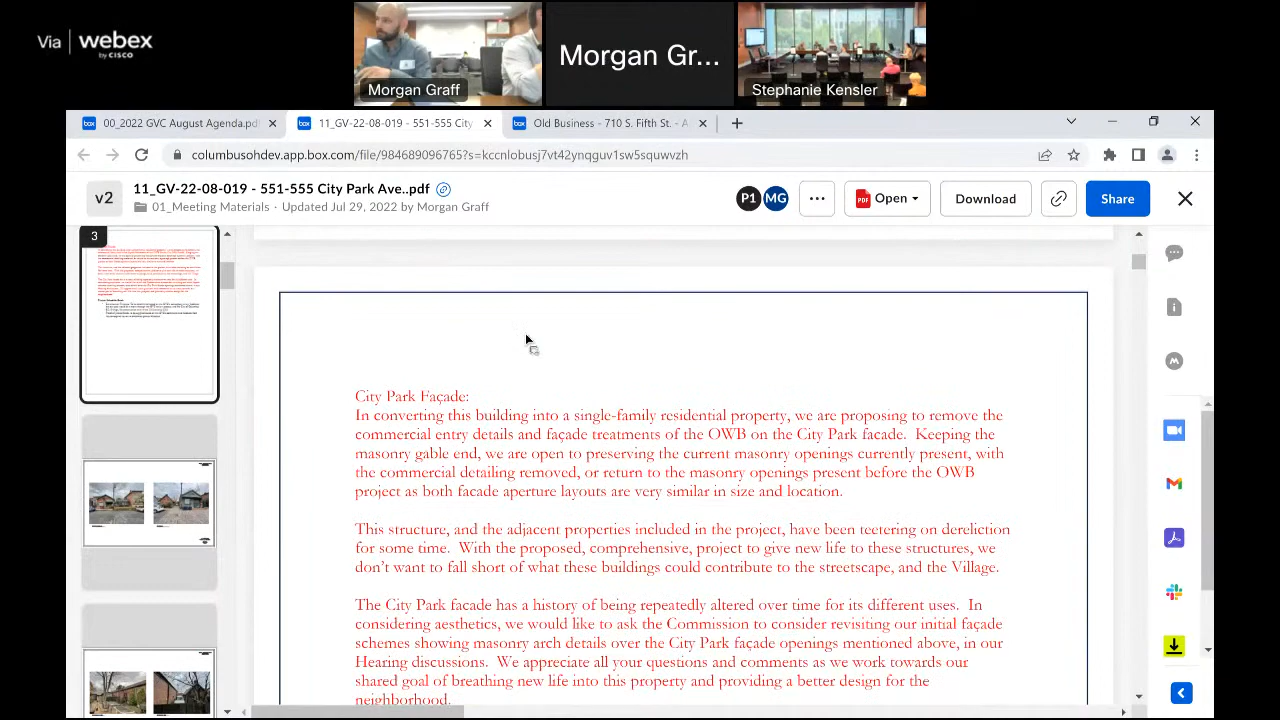 Via webex
by CISCO
Morgan Graff
Morgan Gr...
Stephanie Kensler
box 00_2022 GVC August Agenda.pd
box 11_GV-22-08-019 - 551-555 City
box Old Business - 710 S. Fifth St. - A
columbusohdev.app.box.com/file/984689096765?s=kccnlobusj7vt42ynqguv1sw5squwvzh
v2
11_GV-22-08-019 - 551-555 City Park Ave..pdf
01_Meeting Materials · Updated Jul 29, 2022 by Morgan Graff
P1 MG
PDF Open
Download
Share
3
City Park Façade:
In converting this building into a single-family residential property, we are proposing to remove the
commercial entry details and façade treatments of the OWB on the City Park facade. Keeping the
masonry gable end, we are open to preserving the current masonry openings currently present, with
the commercial detailing removed, or return to the masonry openings present before the OWB
project as both facade aperture layouts are very similar in size and location.
This structure, and the adjacent properties included in the project, have been teetering on dereliction
for some time. With the proposed, comprehensive, project to give new life to these structures, we
don’t want to fall short of what these buildings could contribute to the streetscape, and the Village.
The City Park facade has a history of being repeatedly altered over time for its different uses. In
considering aesthetics, we would like to ask the Commission to consider revisiting our initial façade
schemes showing masonry arch details over the City Park façade openings mentioned above, in our
Hearing discussions. We appreciate all your questions and comments as we work towards our
shared goal of breathing new life into this property and providing a better design for the
neighborhood.